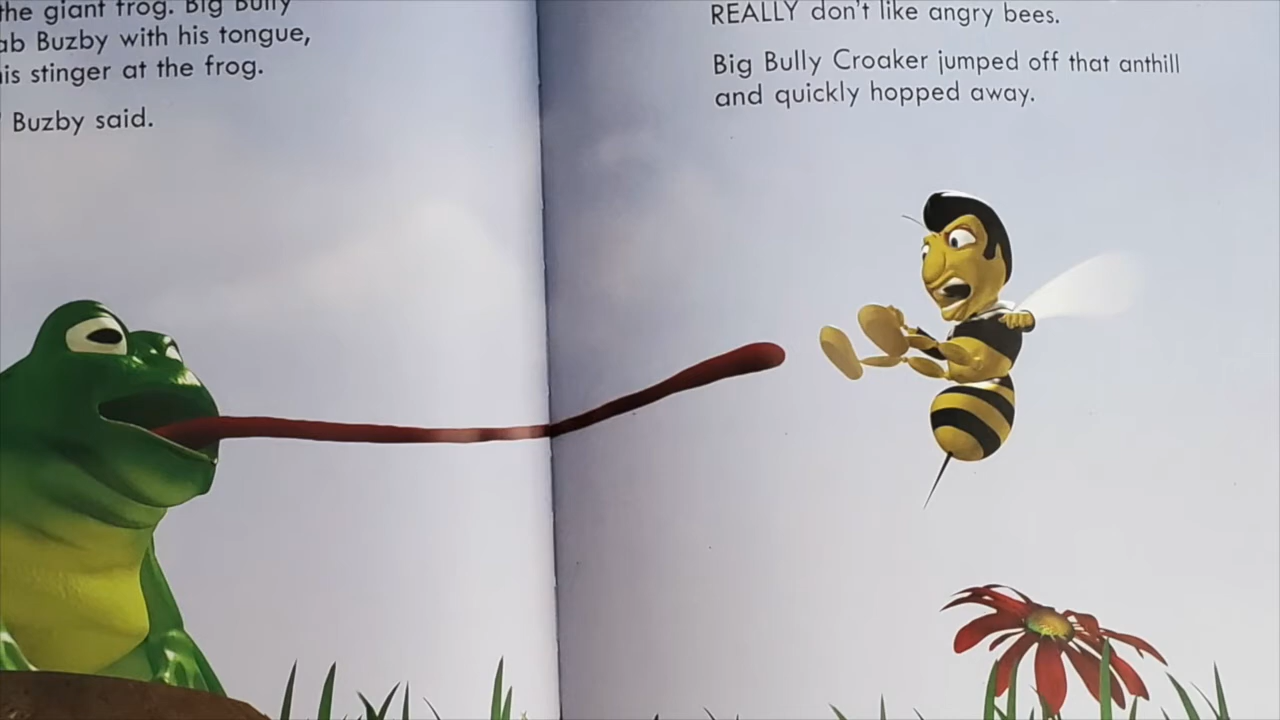 the giant frog. Big Bully
ab Buzby with his tongue,
his stinger at the frog.
Buzby said.
REALLY don't like angry bees.
Big Bully Croaker jumped off that anthill
and quickly hopped away.